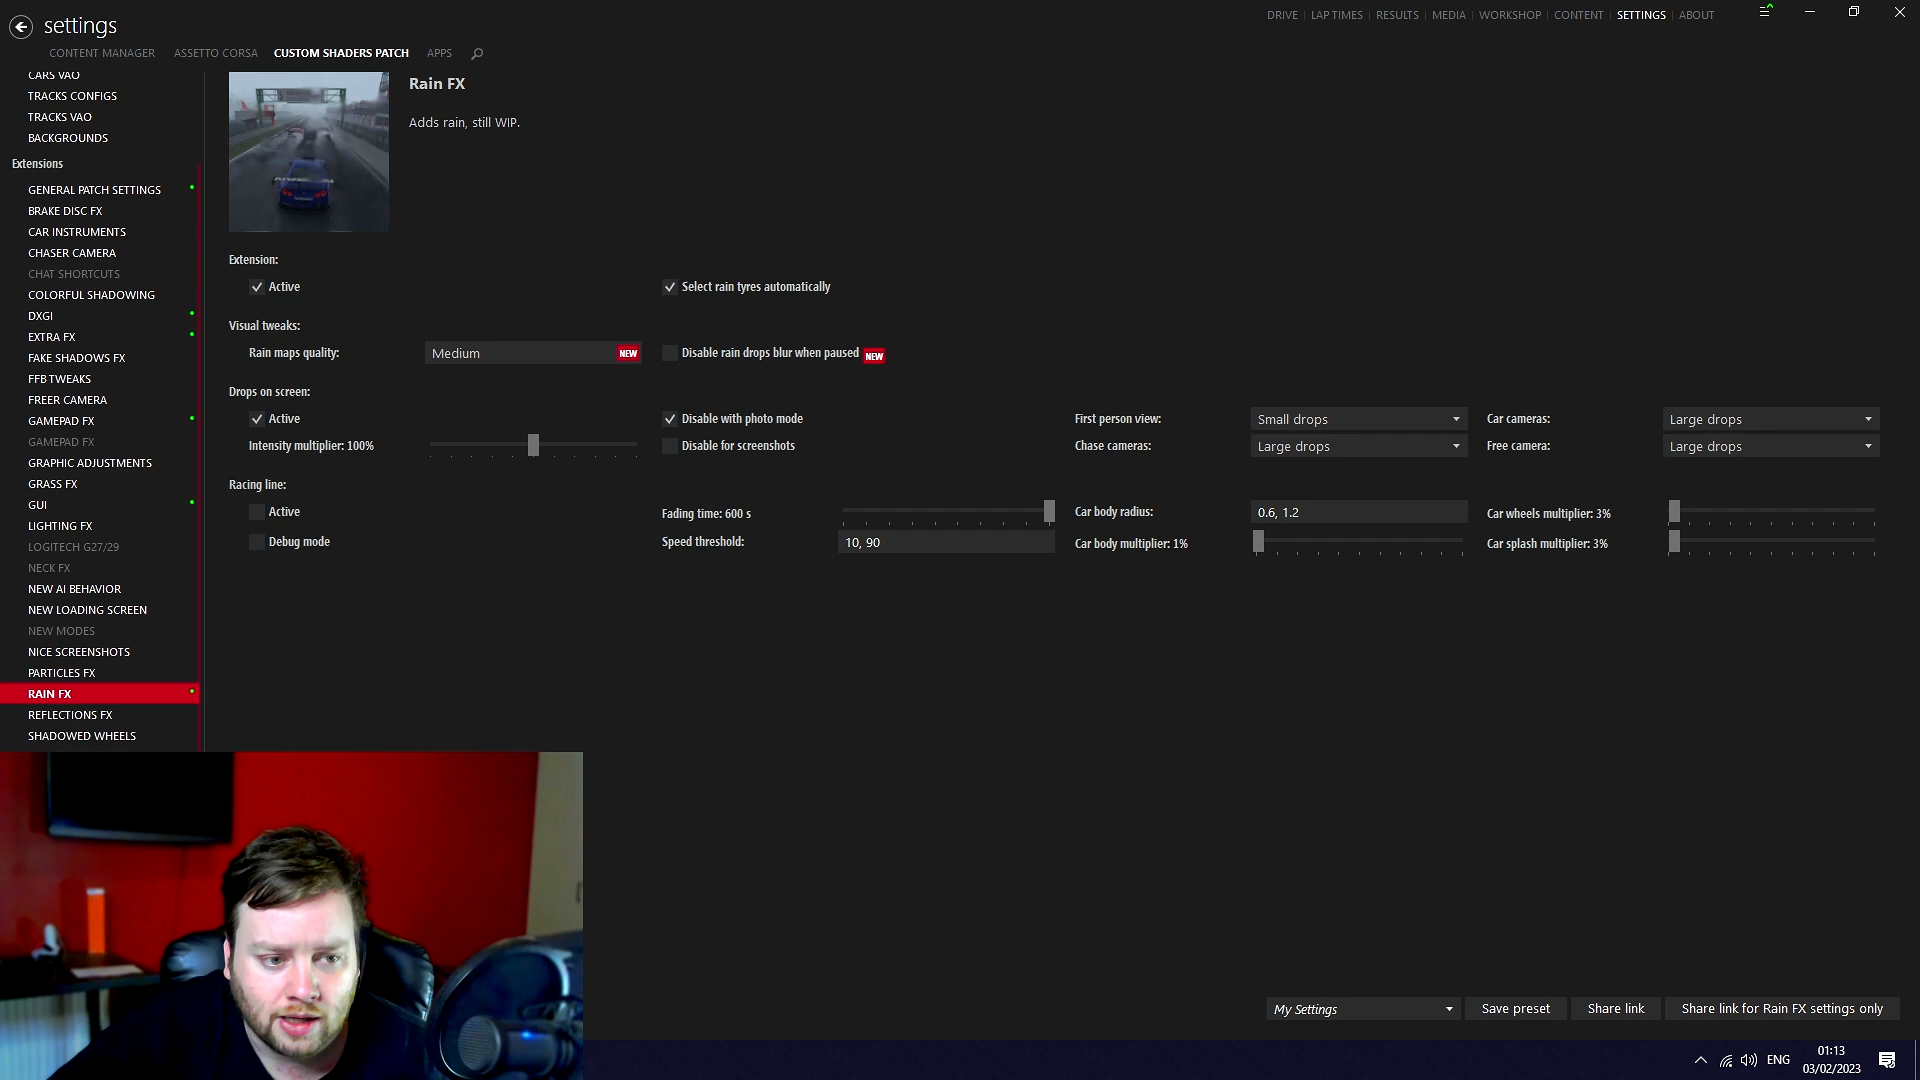 settings
DRIVE LAP TIMES RESULTS MEDIA WORKSHOP CONTENT SETTINGS ABOUT
CONTENT MANAGER ASSETTO CORSA CUSTOM SHADERS PATCH APPS
CARS VAO
TRACKS CONFIGS
TRACKS VAO
BACKGROUNDS
Extensions
GENERAL PATCH SETTINGS
BRAKE DISC FX
CAR INSTRUMENTS
CHASER CAMERA
CHAT SHORTCUTS
COLORFUL SHADOWING
DXGI
EXTRA FX
FAKE SHADOWS FX
FFB TWEAKS
FREER CAMERA
GAMEPAD FX
GAMEPAD FX
GRAPHIC ADJUSTMENTS
GRASS FX
GUI
LIGHTING FX
LOGITECH G27/29
NECK FX
NEW AI BEHAVIOR
NEW LOADING SCREEN
NEW MODES
NICE SCREENSHOTS
PARTICLES FX
RAIN FX
REFLECTIONS FX
SHADOWED WHEELS
Rain FX
Adds rain, still WIP.
Extension:
Active Select rain tyres automatically
Visual tweaks:
Rain maps quality: Medium NEW Disable rain drops blur when paused NEW
Drops on screen:
Active Disable with photo mode First person view: Small drops Car cameras: Large drops
Intensity multiplier: 100% Disable for screenshots Chase cameras: Large drops Free camera: Large drops
Racing line:
Active Fading time: 600 s Car body radius: 0.6, 1.2 Car wheels multiplier: 3%
Debug mode Speed threshold: 10, 90 Car body multiplier: 1% Car splash multiplier: 3%
My Settings Save preset Share link Share link for Rain FX settings only
ENG 01:13
03/02/2023